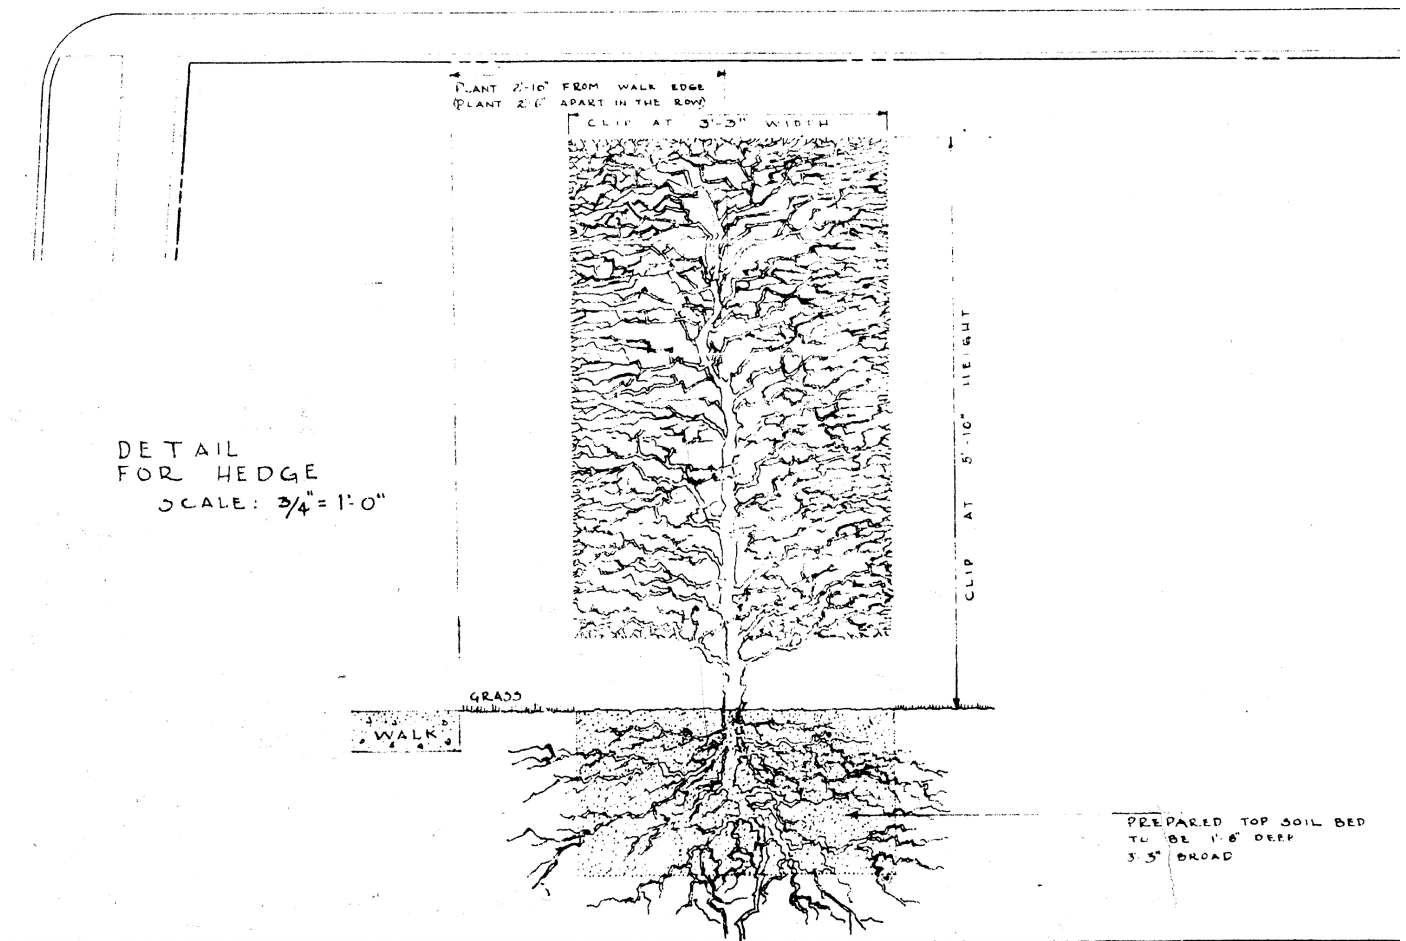 PLANT 2'-10" FROM WALK EDGE
(PLANT 2'-6" APART IN THE ROW)
CLIP AT 3'-3" WIDTH
CLIP AT 5'-10" HEIGHT
DETAIL
FOR HEDGE
SCALE: 3/4" = 1'-0"
GRASS
WALK
PREPARED TOP SOIL BED
TO BE 1'-8" DEEP
3'-3" BROAD